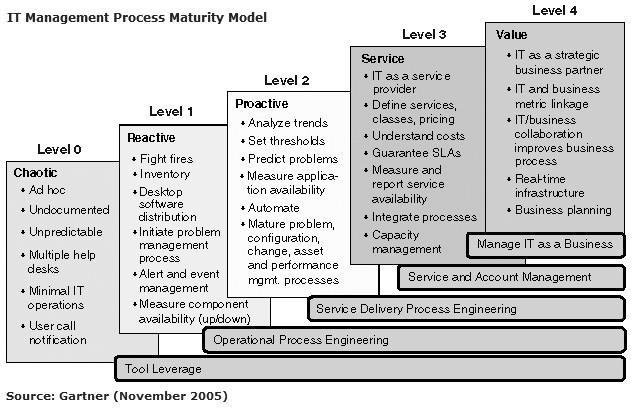 IT Management Process Maturity Model
Level 0
Chaotic
Ad hoc
Undocumented
Unpredictable
Multiple help
desks
Minimal IT
operations
User call
notification
Level 1
Reactive
Fight fires
Inventory
Desktop
software
distribution
Initiate problem
management
process
Alert and event
management
Measure component
availability (up/down)
Level 2
Proactive
Analyze trends
Set thresholds
Predict problems
Measure applica-
tion availability
Automate
Mature problem,
configuration,
change, asset
and performance
mgmt. processes
Level 3
Service
IT as a service
provider
Define services,
classes, pricing
Understand costs
Guarantee SLAs
Measure and
report service
availability
Integrate processes
Capacity
management
Level 4
Value
IT as a strategic
business partner
IT and business
metric linkage
IT/business
collaboration
improves business
process
Real-time
infrastructure
Business planning
Manage IT as a Business
Service and Account Management
Service Delivery Process Engineering
Operational Process Engineering
Tool Leverage
Source: Gartner (November 2005)